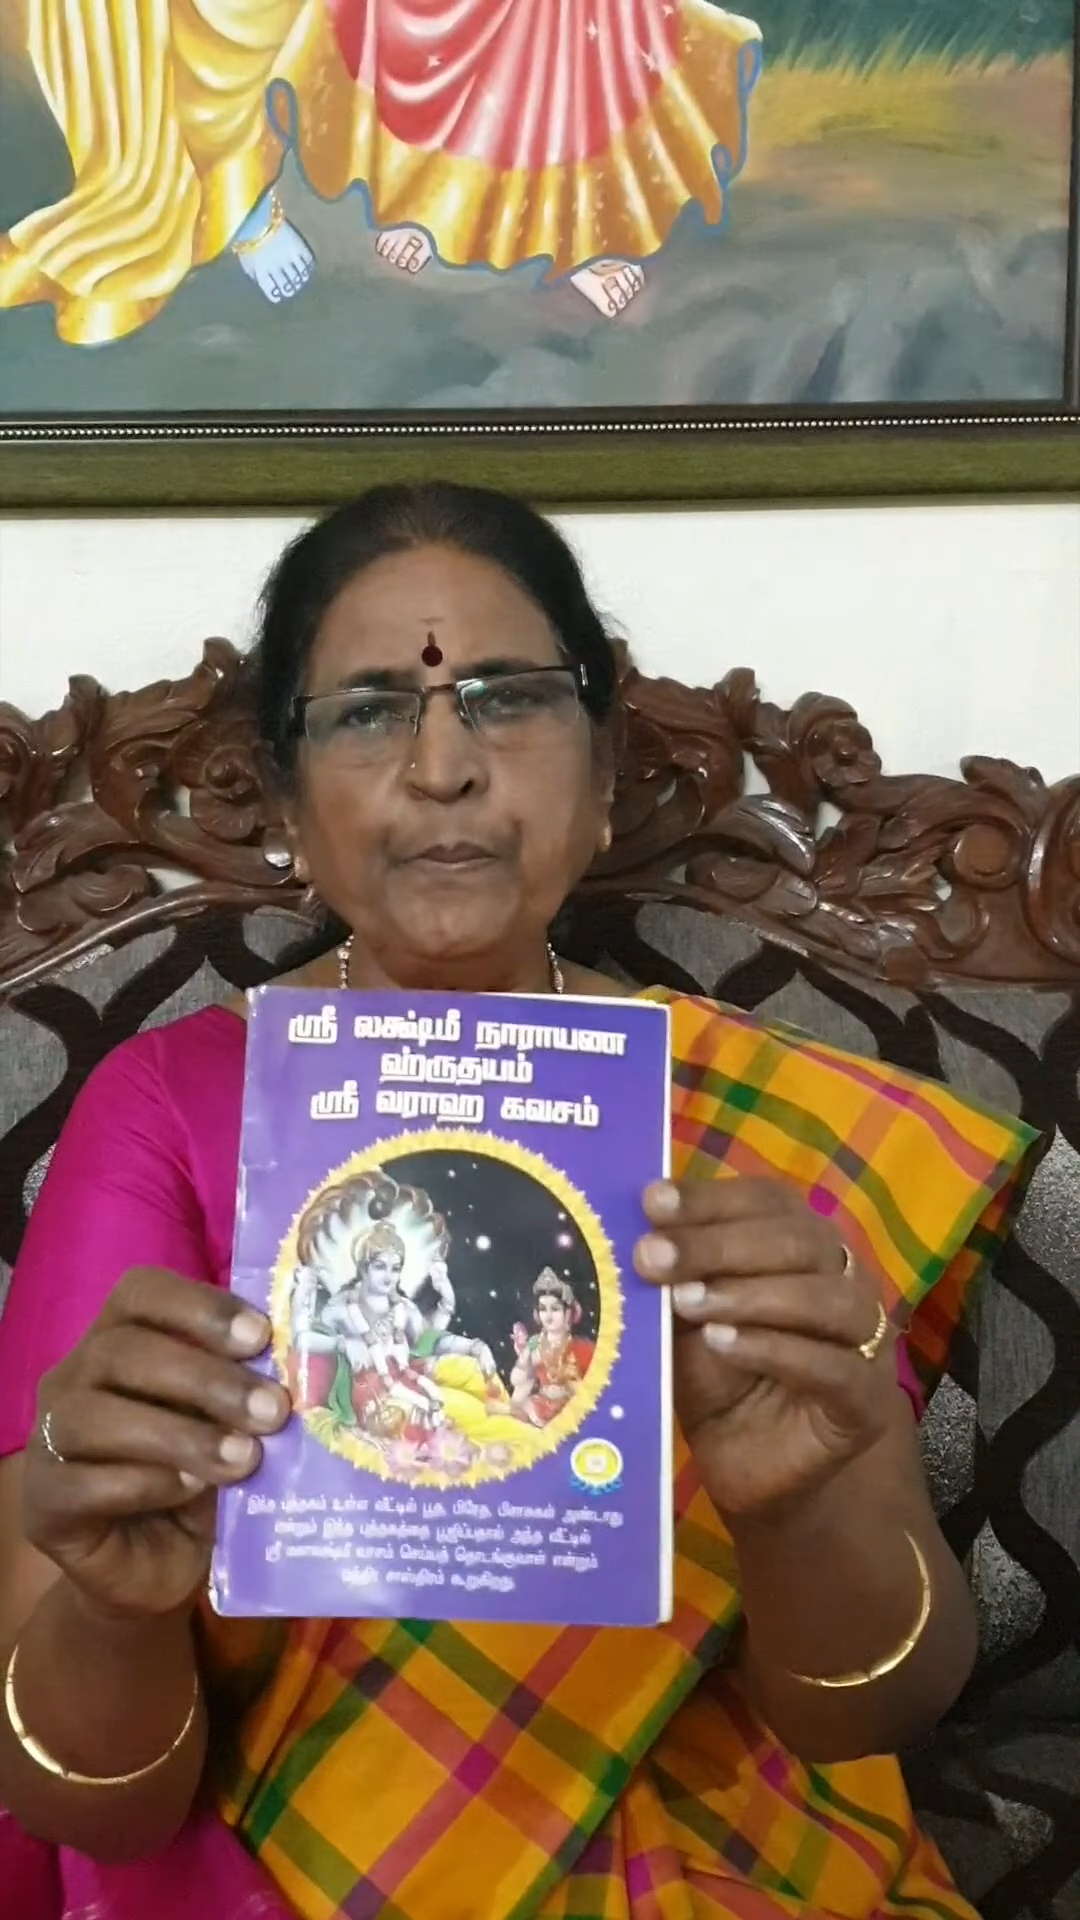 ஸ்ரீ லக்ஷ்மீ நாராயண
ஹ்ருதயம்
ஸ்ரீ வராஹ கவசம்
இந்த புத்தகம் உள்ள வீட்டில் பூத, பிரேத, பிசாசுகள் அண்டாது
என்றும் இந்த புத்தகத்தை பூஜிப்பதால் அந்த வீட்டில்
ஸ்ரீ மஹாலக்ஷ்மீ வாசம் செய்யத் தொடங்குவாள் என்றும்
மந்திர சாஸ்திரம் கூறுகிறது.